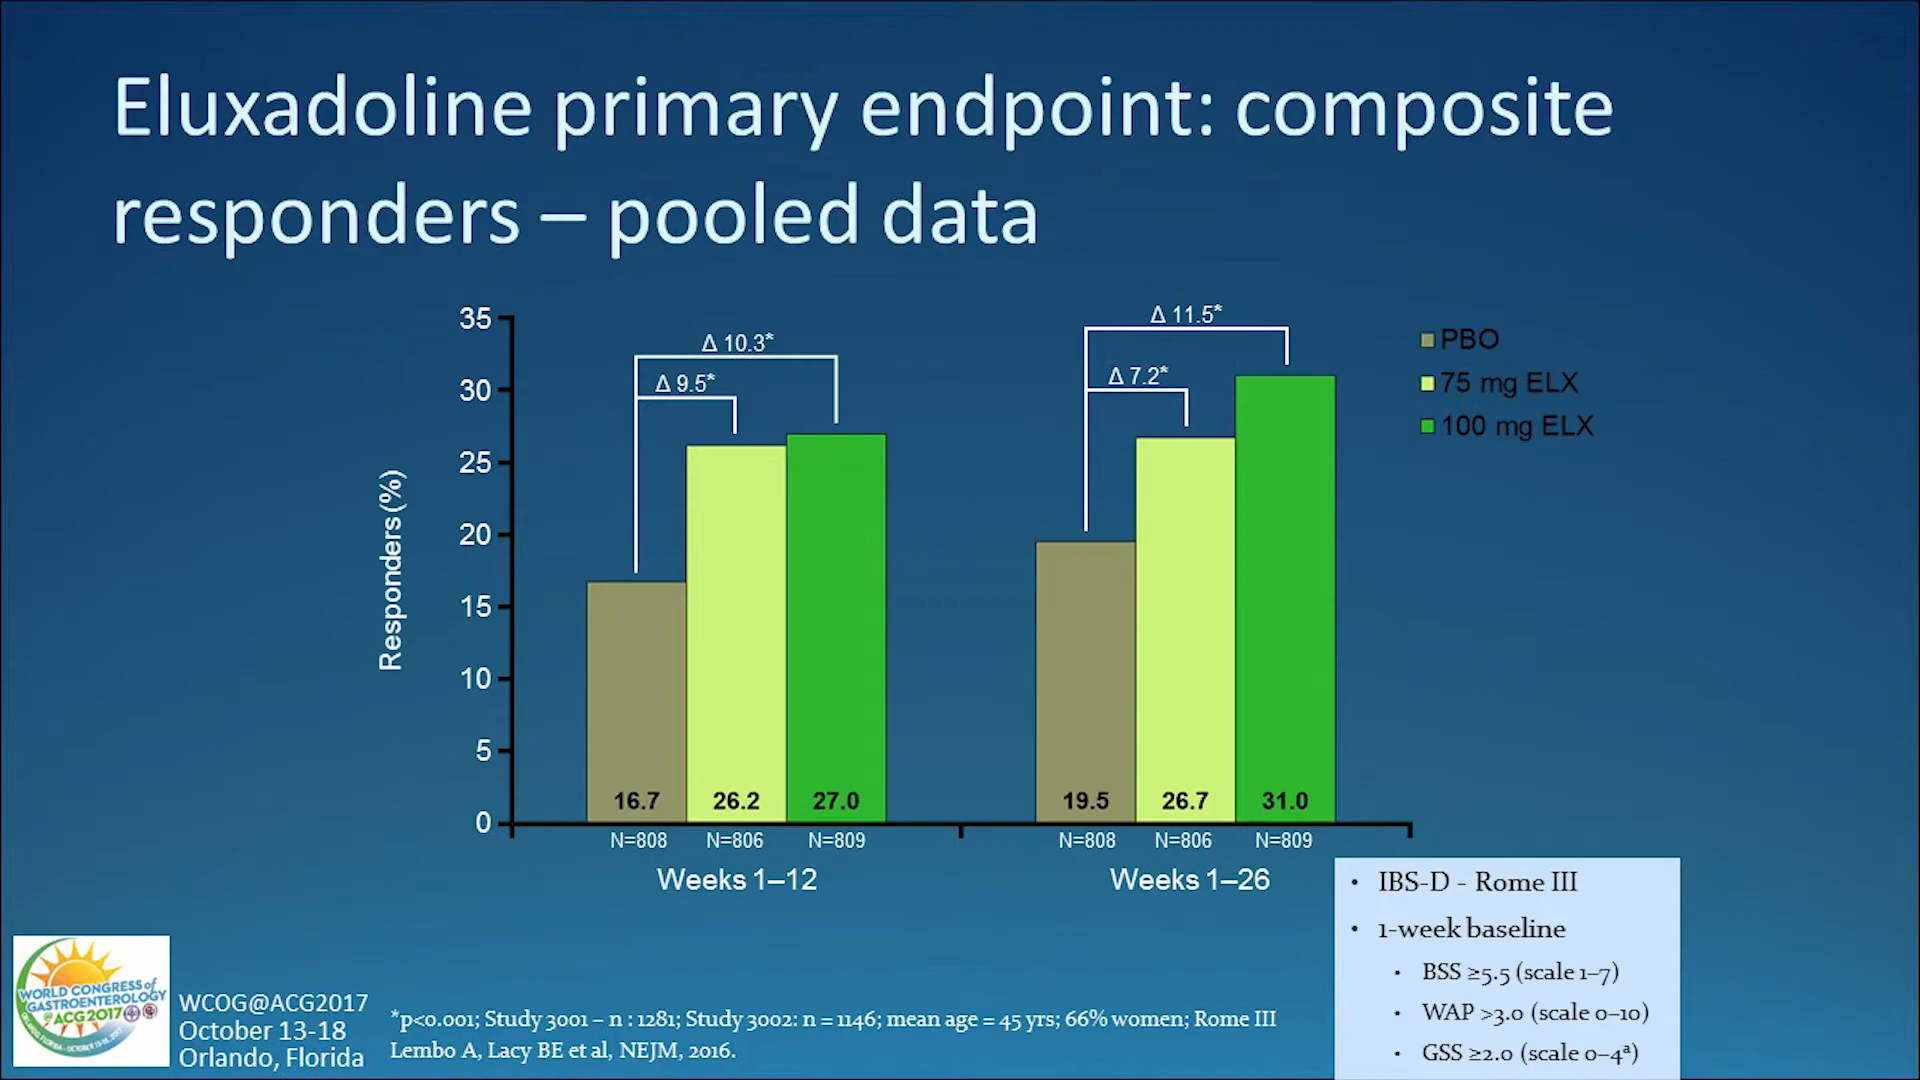 Eluxadoline primary endpoint: composite
responders – pooled data
35
30
25
20
15
10
5
0
Responders (%)
Δ 10.3*
Δ 9.5*
Δ 11.5*
Δ 7.2*
PBO
75 mg ELX
100 mg ELX
16.7 26.2 27.0
19.5 26.7 31.0
N=808 N=806 N=809
N=808 N=806 N=809
Weeks 1–12
Weeks 1–26
• IBS-D - Rome III
• 1-week baseline
• BSS ≥5.5 (scale 1–7)
• WAP >3.0 (scale 0–10)
• GSS ≥2.0 (scale 0–4ª)
WORLD CONGRESS of
GASTROENTEROLOGY
@ACG2017
WCOG@ACG2017
October 13-18
Orlando, Florida
*p<0.001; Study 3001 – n : 1281; Study 3002: n = 1146; mean age = 45 yrs; 66% women; Rome III
Lembo A, Lacy BE et al, NEJM, 2016.